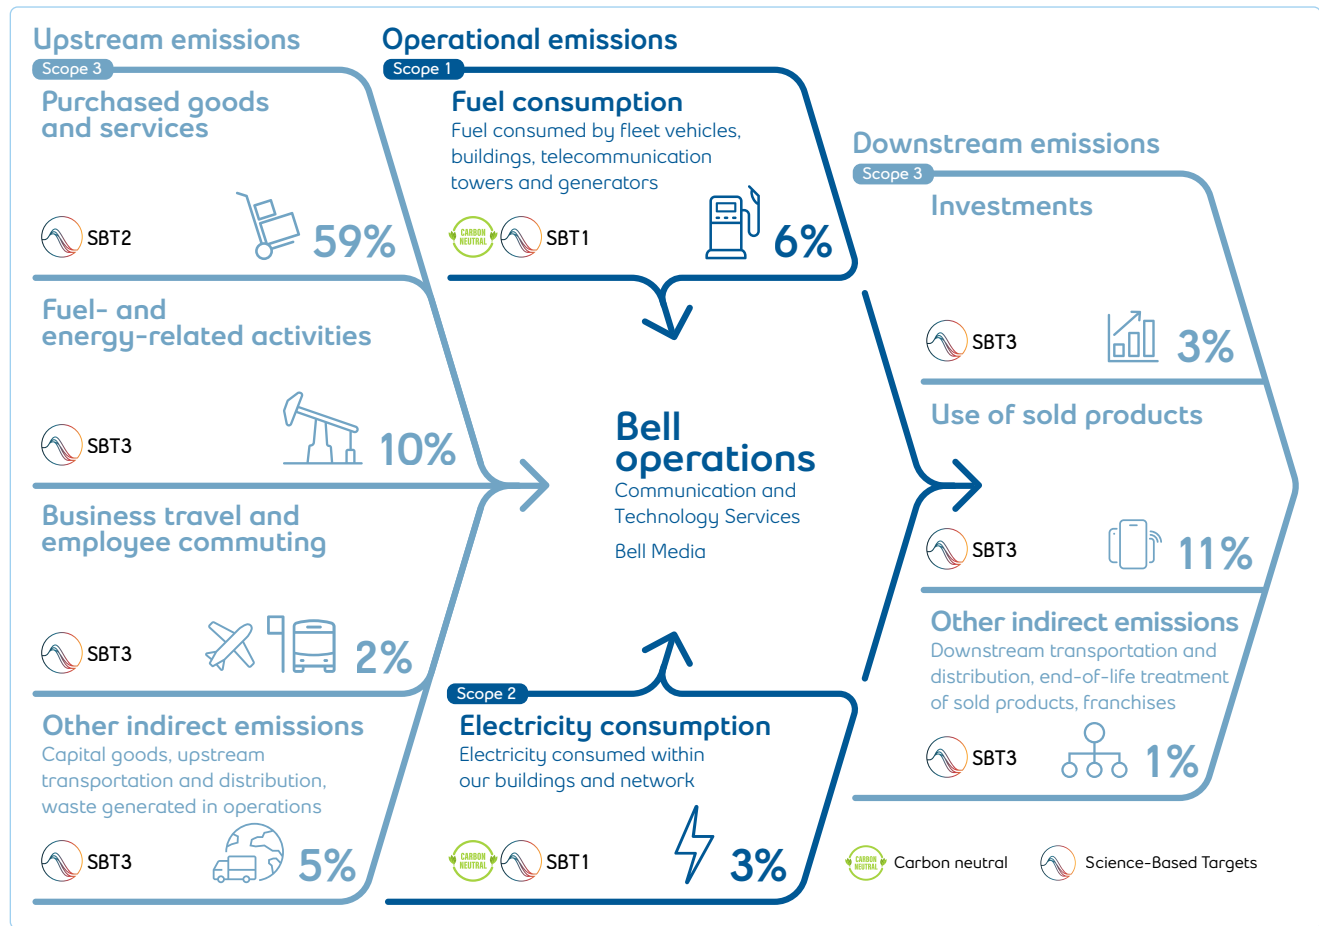 Upstream emissions
Scope 3
Purchased goods
and services
SBT2
59%
Fuel- and
energy-related activities
SBT3
10%
Business travel and
employee commuting
SBT3
2%
Other indirect emissions
Capital goods, upstream
transportation and distribution,
waste generated in operations
SBT3
5%
Operational emissions
Scope 1
Fuel consumption
Fuel consumed by fleet vehicles,
buildings, telecommunication
towers and generators
CARBON
NEUTRAL
SBT1
6%
Bell
operations
Communication and
Technology Services
Bell Media
Scope 2
Electricity consumption
Electricity consumed within
our buildings and network
CARBON
NEUTRAL
SBT1
3%
Downstream emissions
Scope 3
Investments
SBT3
3%
Use of sold products
SBT3
11%
Other indirect emissions
Downstream transportation and
distribution, end-of-life treatment
of sold products, franchises
SBT3
1%
CARBON
NEUTRAL
Carbon neutral
Science-Based Targets